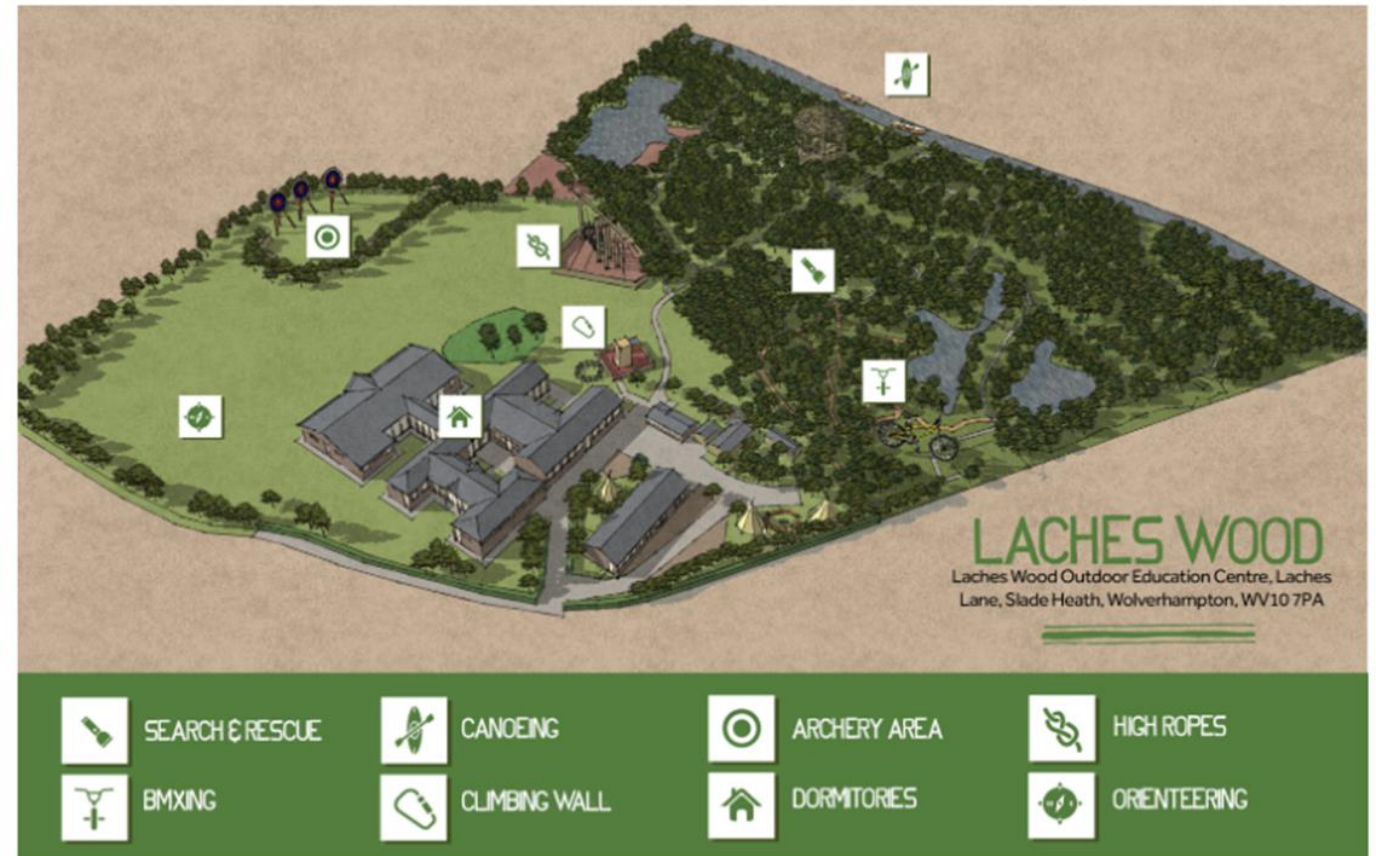 LACHES WOOD
Laches Wood Outdoor Education Centre, Laches
Lane, Slade Heath, Wolverhampton, WV10 7PA
SEARCH & RESCUE
CANOEING
ARCHERY AREA
HIGH ROPES
BMXING
CLIMBING WALL
DORMITORIES
ORIENTEERING